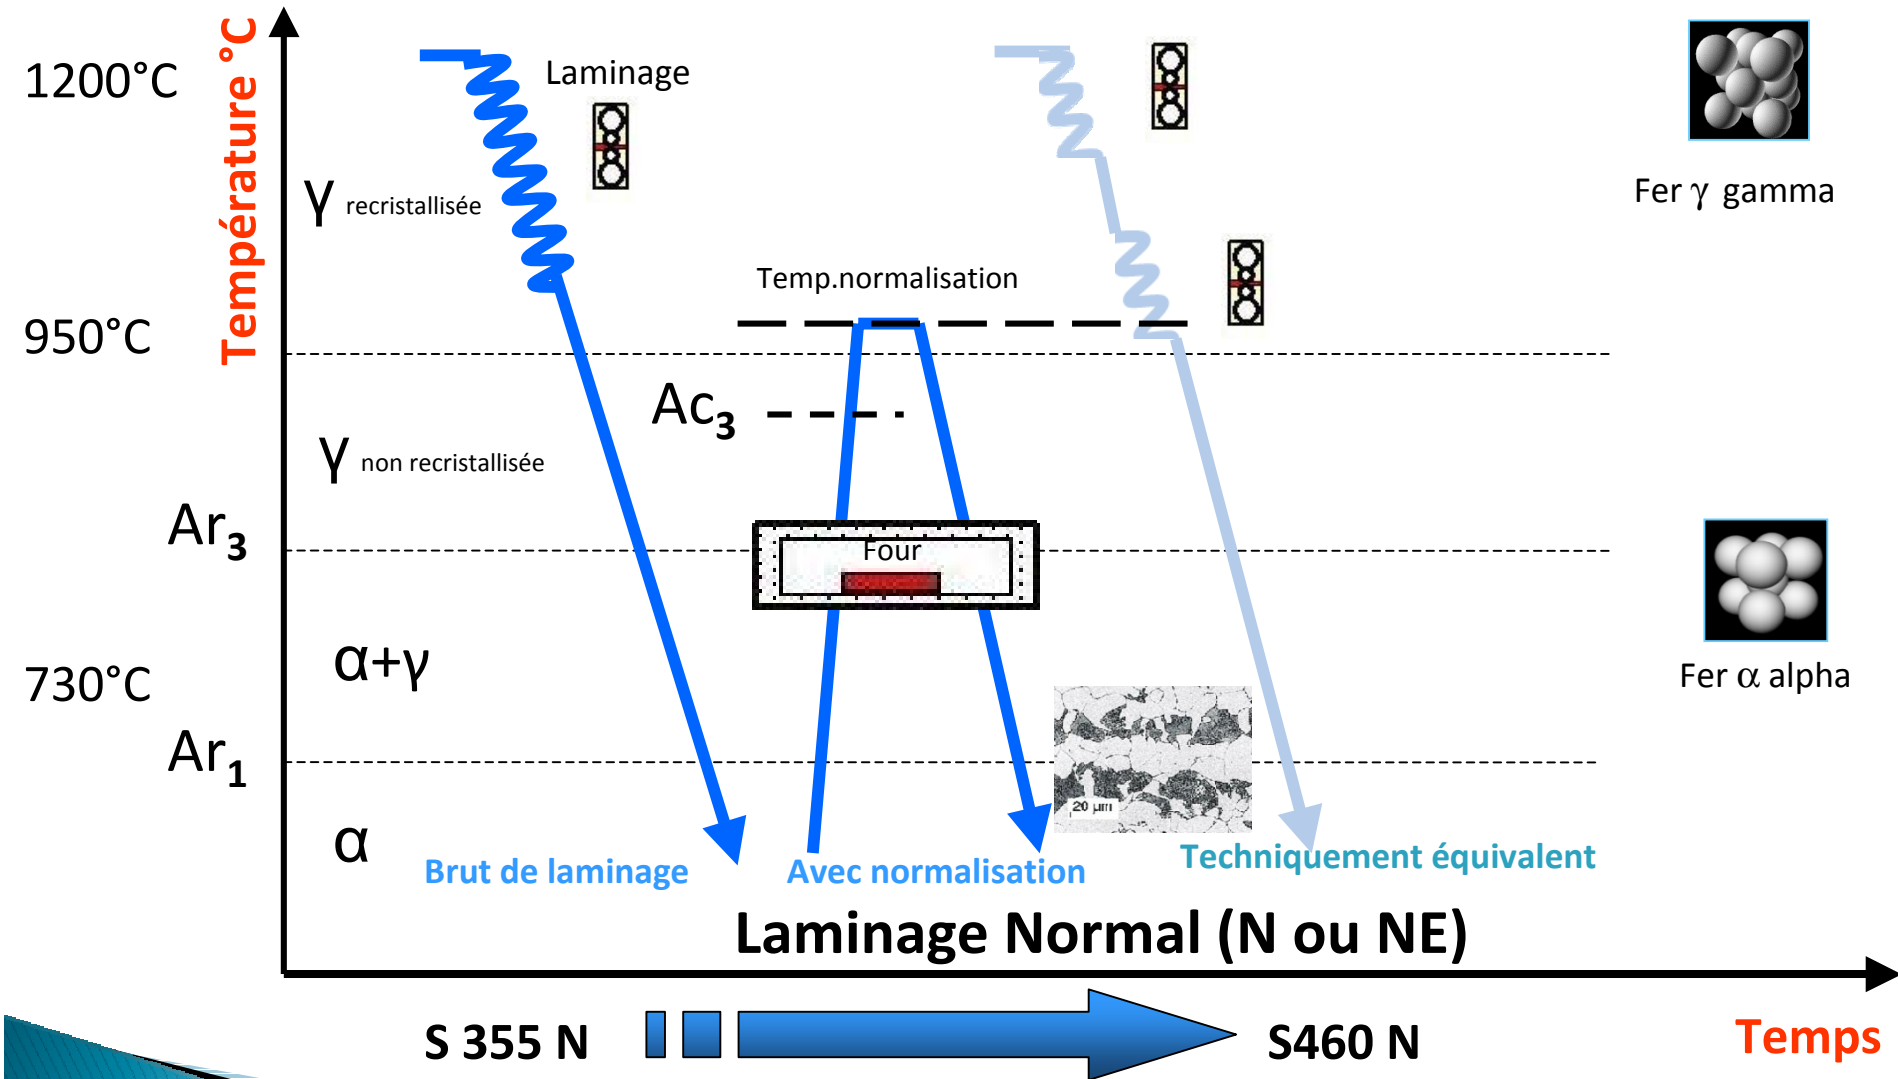 Température °C
1200°C
Laminage
γ recristallisée
Fer γ gamma
Temp.normalisation
950°C
Ac3
γ non recristallisée
Ar3
Four
α+γ
730°C
Fer α alpha
Ar1
20 µm
α
Brut de laminage
Avec normalisation
Techniquement équivalent
Laminage Normal (N ou NE)
S 355 N
S460 N
Temps